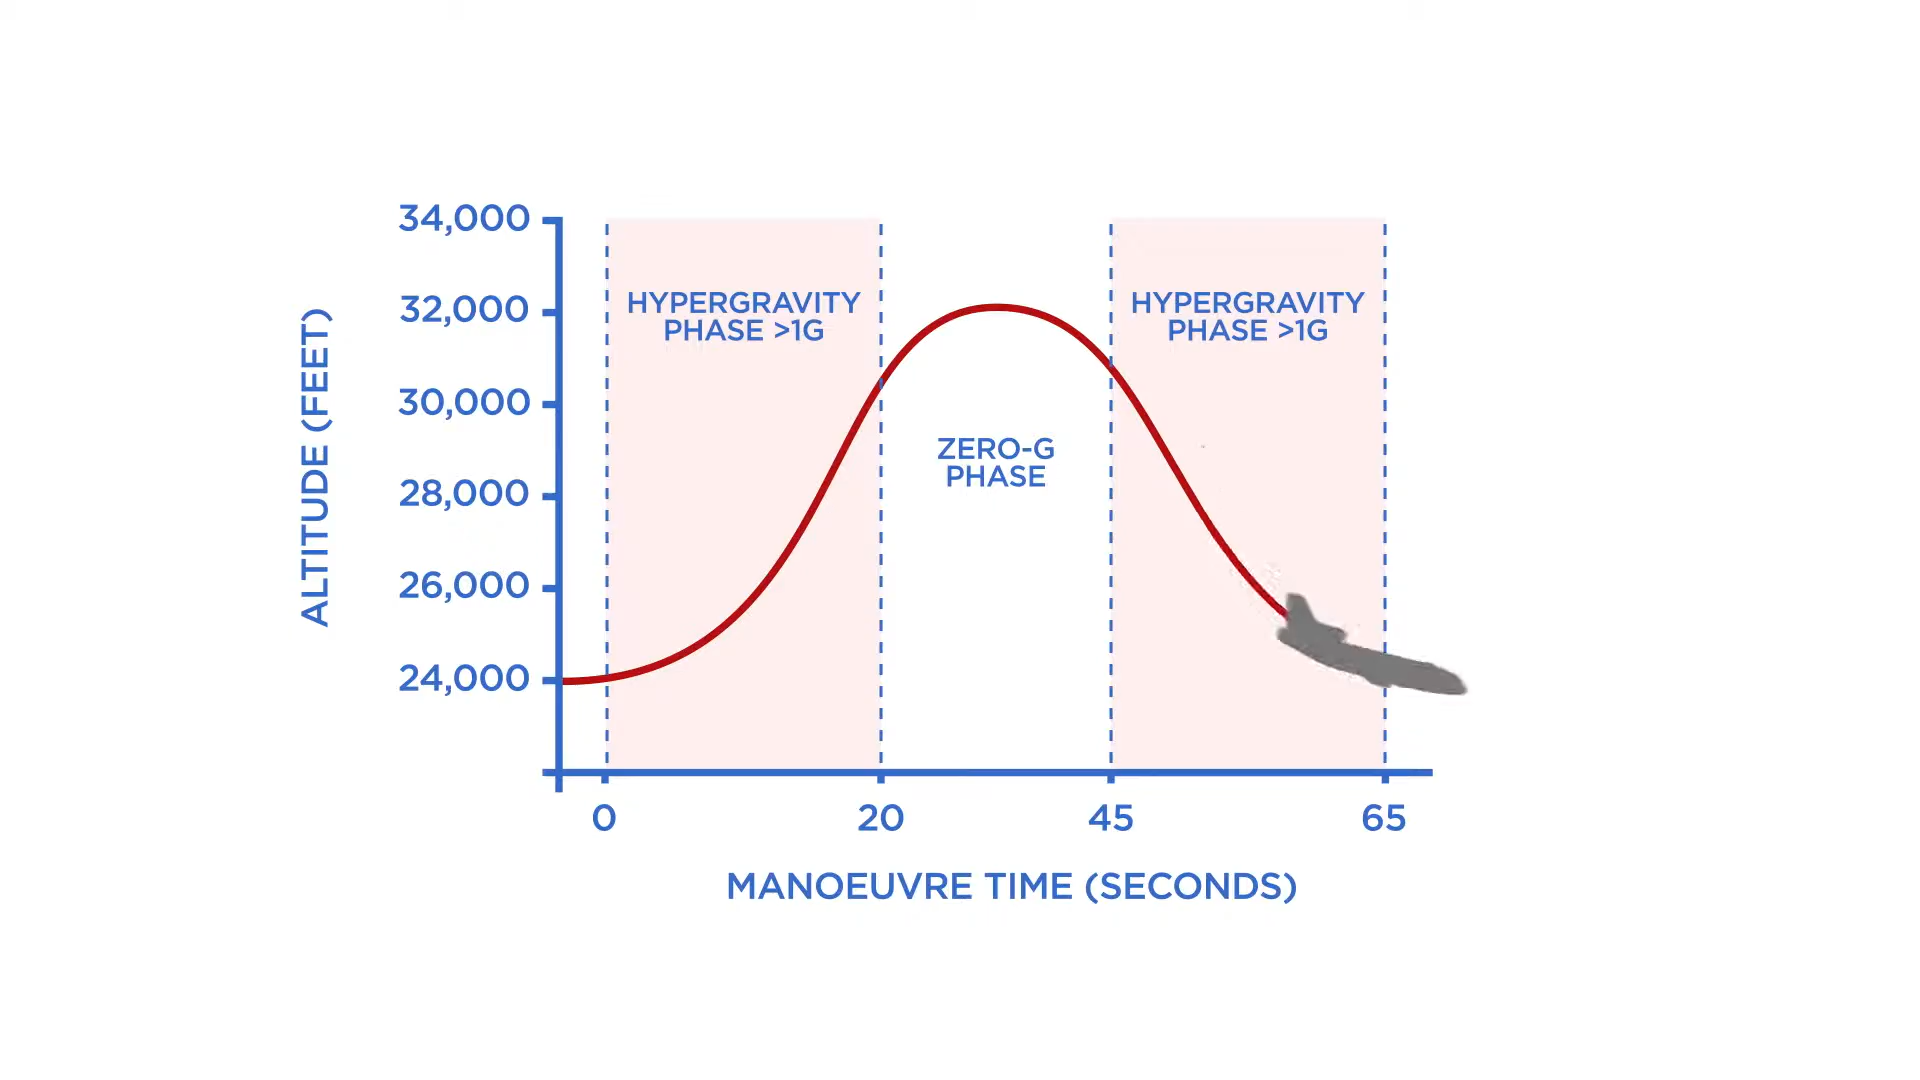 34,000
32,000
30,000
28,000
26,000
24,000
ALTITUDE (FEET)
HYPERGRAVITY
PHASE >1G
ZERO-G
PHASE
HYPERGRAVITY
PHASE >1G
0
20
45
65
MANOEUVRE TIME (SECONDS)